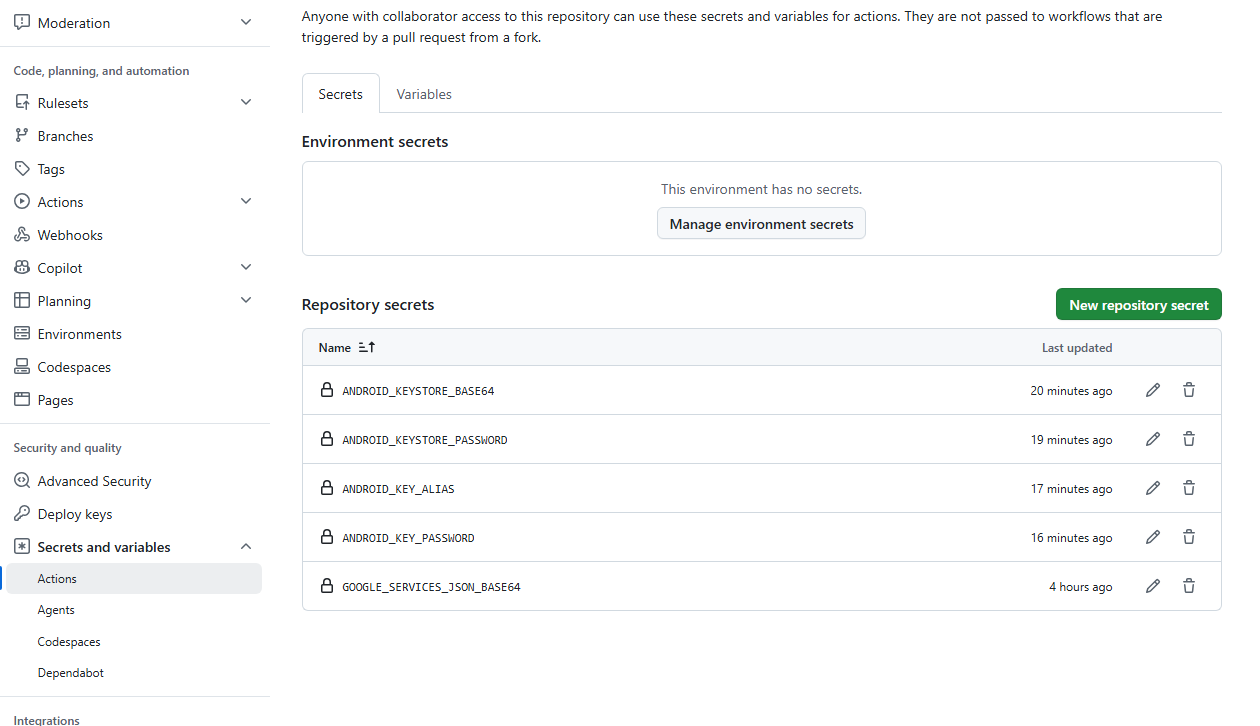 Moderation
Code, planning, and automation
Rulesets
Branches
Tags
Actions
Webhooks
Copilot
Planning
Environments
Codespaces
Pages
Security and quality
Advanced Security
Deploy keys
Secrets and variables
Actions
Agents
Codespaces
Dependabot
Integrations
Anyone with collaborator access to this repository can use these secrets and variables for actions. They are not passed to workflows that are
triggered by a pull request from a fork.
Secrets Variables
Environment secrets
This environment has no secrets.
Manage environment secrets
Repository secrets New repository secret
Name Last updated
ANDROID_KEYSTORE_BASE64 20 minutes ago
ANDROID_KEYSTORE_PASSWORD 19 minutes ago
ANDROID_KEY_ALIAS 17 minutes ago
ANDROID_KEY_PASSWORD 16 minutes ago
GOOGLE_SERVICES_JSON_BASE64 4 hours ago